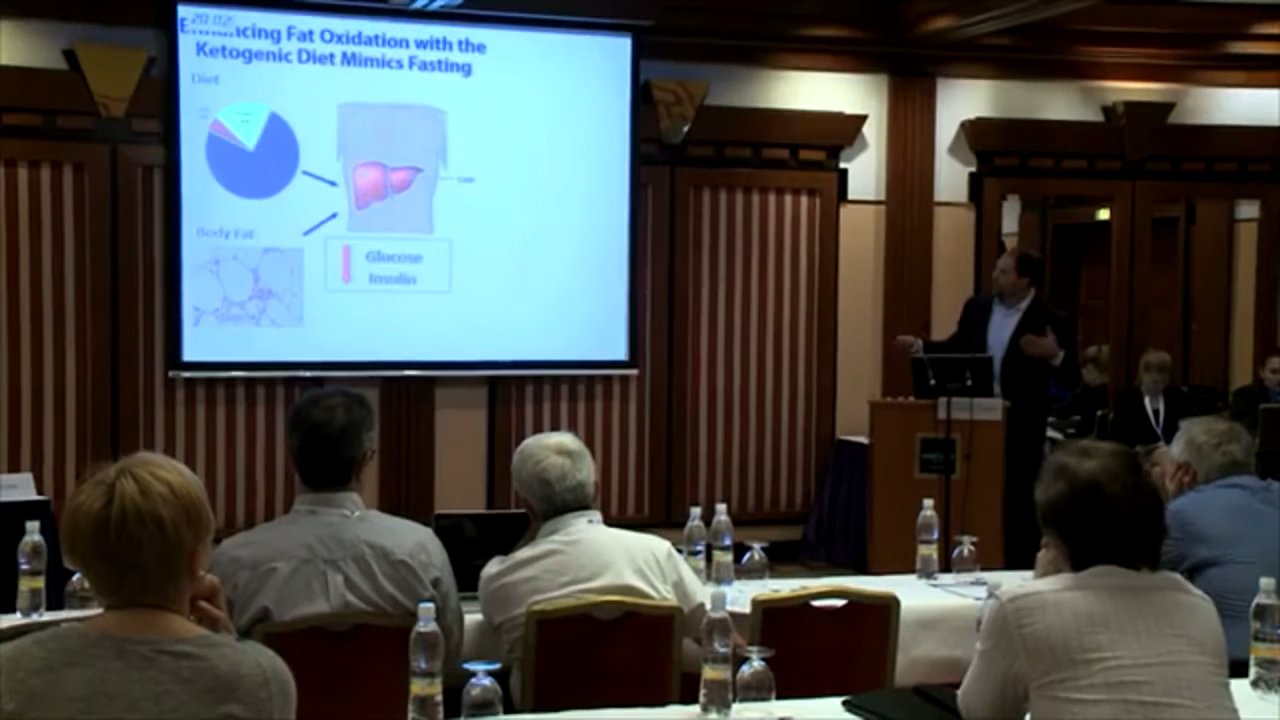 Enhancing Fat Oxidation with the
Ketogenic Diet Mimics Fasting
Diet
Body Fat
Glucose
Insulin